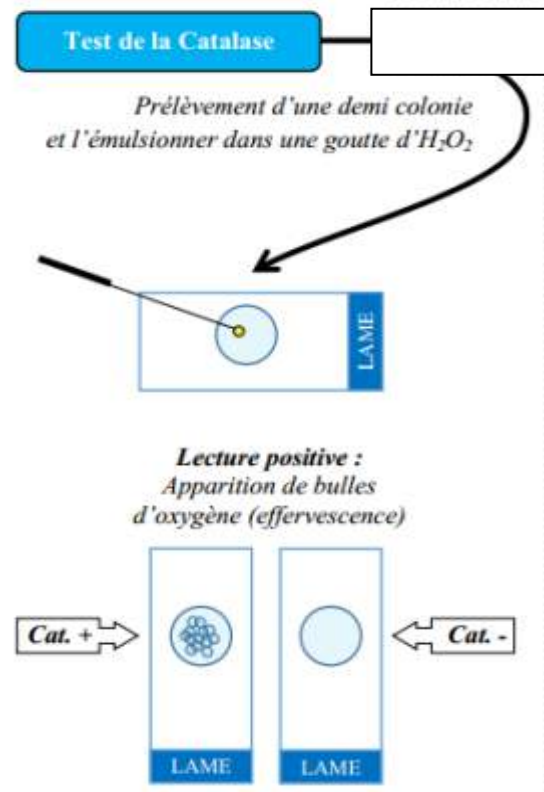 Test de la Catalase
Prélèvement d'une demi colonie
et l'émulsionner dans une goutte d'H₂O₂
LAME
Lecture positive :
Apparition de bulles
d'oxygène (effervescence)
Cat. +
Cat. -
LAME
LAME